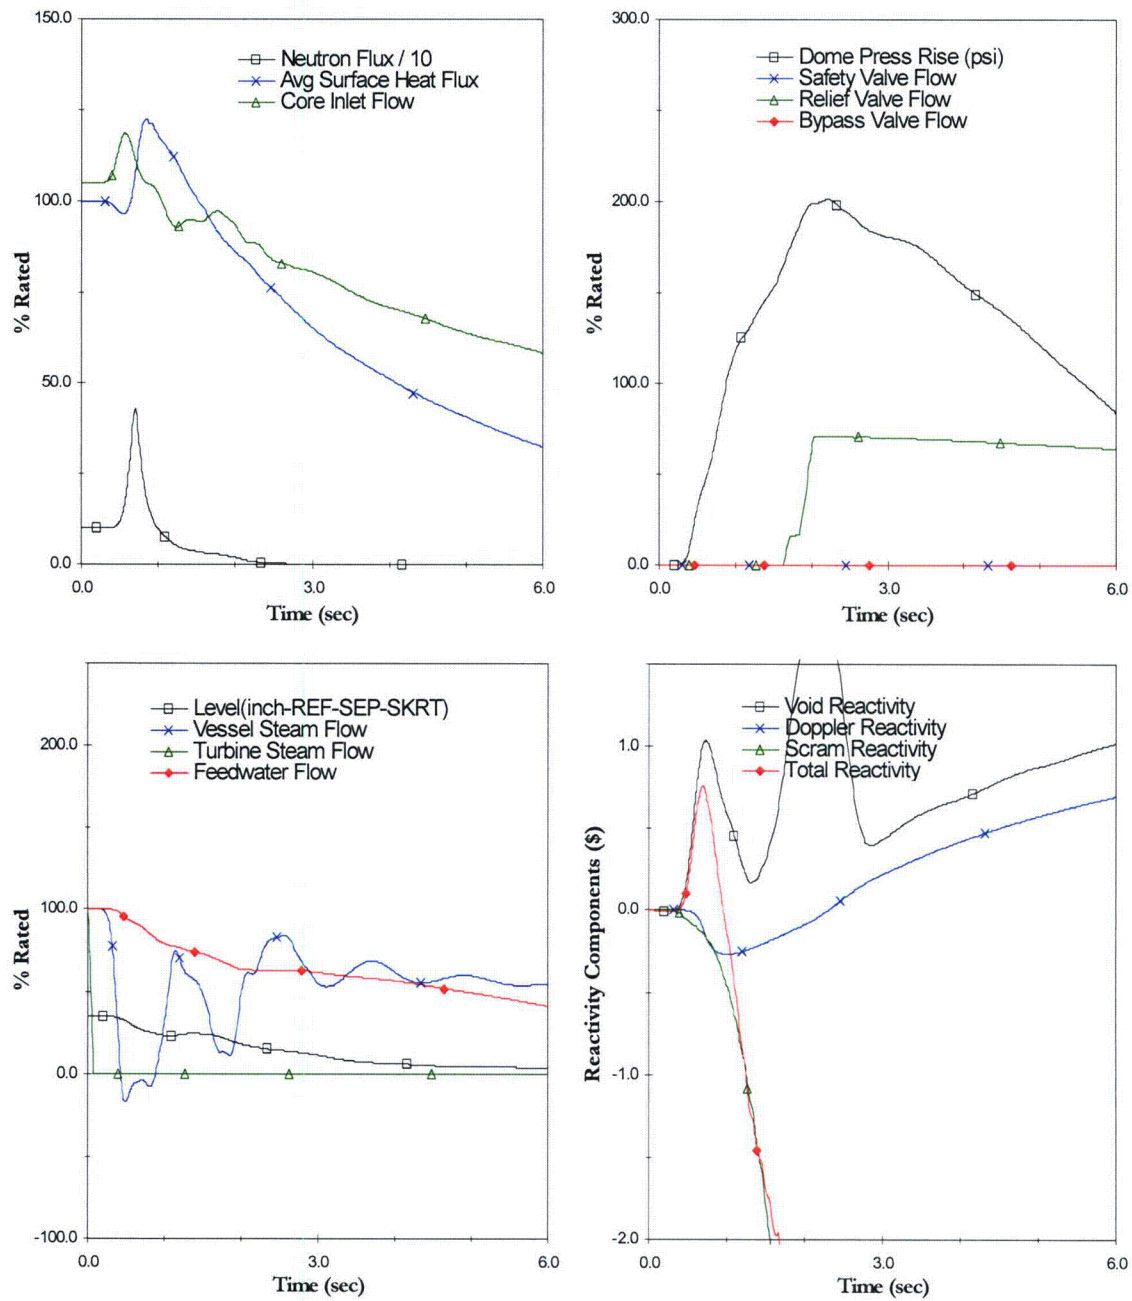 150.0
Neutron Flux / 10
Avg Surface Heat Flux
Core Inlet Flow
100.0
% Rated
50.0
0.0
0.0 3.0 6.0
Time (sec)
300.0
Dome Press Rise (psi)
Safety Valve Flow
Relief Valve Flow
Bypass Valve Flow
200.0
% Rated
100.0
0.0
0.0 3.0 6.0
Time (sec)
Level(inch-REF-SEP-SKRT)
Vessel Steam Flow
Turbine Steam Flow
Feedwater Flow
200.0
% Rated
100.0
0.0
-100.0
0.0 3.0 6.0
Time (sec)
Void Reactivity
Doppler Reactivity
Scram Reactivity
Total Reactivity
1.0
Reactivity Components ($)
0.0
-1.0
-2.0
0.0 3.0 6.0
Time (sec)